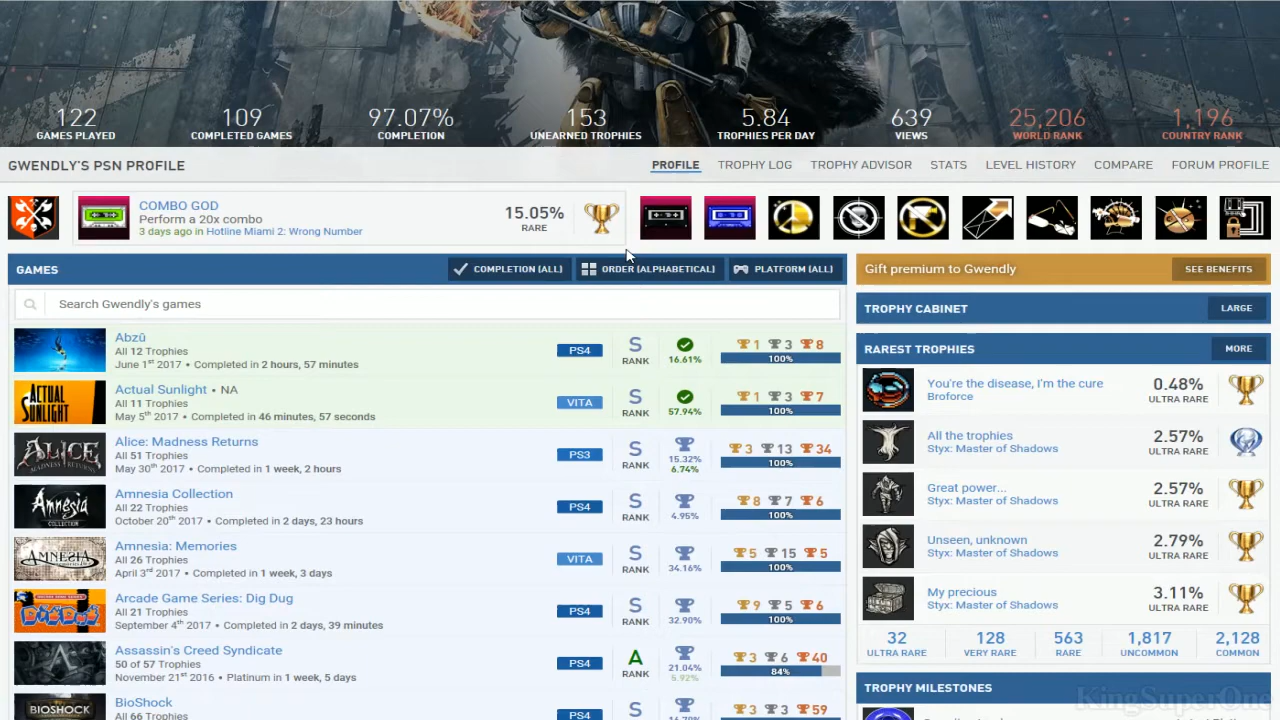 122 109 97.07% 153 5.84 639 25,206 1,196
GAMES PLAYED COMPLETED GAMES COMPLETION UNEARNED TROPHIES TROPHIES PER DAY VIEWS WORLD RANK COUNTRY RANK
GWENDLY'S PSN PROFILE PROFILE TROPHY LOG TROPHY ADVISOR STATS LEVEL HISTORY COMPARE FORUM PROFILE
COMBO GOD
Perform a 20x combo
3 days ago in Hotline Miami 2: Wrong Number
15.05%
RARE
GAMES COMPLETION (ALL) ORDER (ALPHABETICAL) PLATFORM (ALL)
Search Gwendly's games
Abzû
All 12 Trophies
June 1st 2017 • Completed in 2 hours, 57 minutes
PS4 S RANK 16.61% 1 3 8 100%
ACTUAL SUNLIGHT
Actual Sunlight • NA
All 11 Trophies
May 5th 2017 • Completed in 46 minutes, 57 seconds
VITA S RANK 57.94% 1 3 7 100%
ALICE MADNESS RETURNS
Alice: Madness Returns
All 51 Trophies
May 30th 2017 • Completed in 1 week, 2 hours
PS3 S RANK 15.32% 6.74% 3 13 34 100%
Amnesia COLLECTION
Amnesia Collection
All 22 Trophies
October 20th 2017 • Completed in 2 days, 23 hours
PS4 S RANK 4.95% 8 7 6 100%
AMNESIA
Amnesia: Memories
All 26 Trophies
April 3rd 2017 • Completed in 1 week, 3 days
VITA S RANK 34.16% 5 15 5 100%
DIG DUG
Arcade Game Series: Dig Dug
All 21 Trophies
September 4th 2017 • Completed in 2 days, 39 minutes
PS4 S RANK 32.90% 9 5 6 100%
Assassin's Creed Syndicate
50 of 57 Trophies
November 21st 2016 • Platinum in 1 week, 5 days
PS4 A RANK 21.04% 5.92% 3 6 40 84%
BIOSHOCK
BioShock
All 66 Trophies
PS4 S 3 3 59
Gift premium to Gwendly SEE BENEFITS
TROPHY CABINET LARGE
RAREST TROPHIES MORE
You're the disease, I'm the cure 0.48%
Broforce ULTRA RARE
All the trophies 2.57%
Styx: Master of Shadows ULTRA RARE
Great power... 2.57%
Styx: Master of Shadows ULTRA RARE
Unseen, unknown 2.79%
Styx: Master of Shadows ULTRA RARE
My precious 3.11%
Styx: Master of Shadows ULTRA RARE
32 128 563 1,817 2,128
ULTRA RARE VERY RARE RARE UNCOMMON COMMON
TROPHY MILESTONES
KingSuperOne